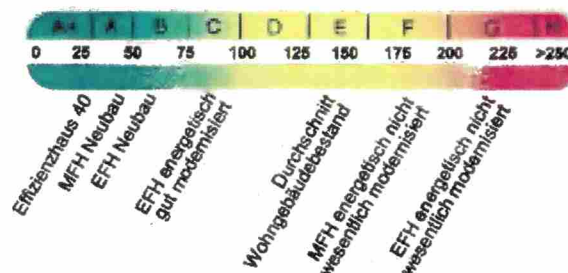 A+ A B C D E F G H
0 25 50 75 100 125 150 175 200 225 >250
Effizienzhaus 40
MFH Neubau
EFH Neubau
EFH energetisch
gut modernisiert
Durchschnitt
Wohngebäudebestand
MFH energetisch nicht
wesentlich modernisiert
EFH energetisch nicht
wesentlich modernisiert